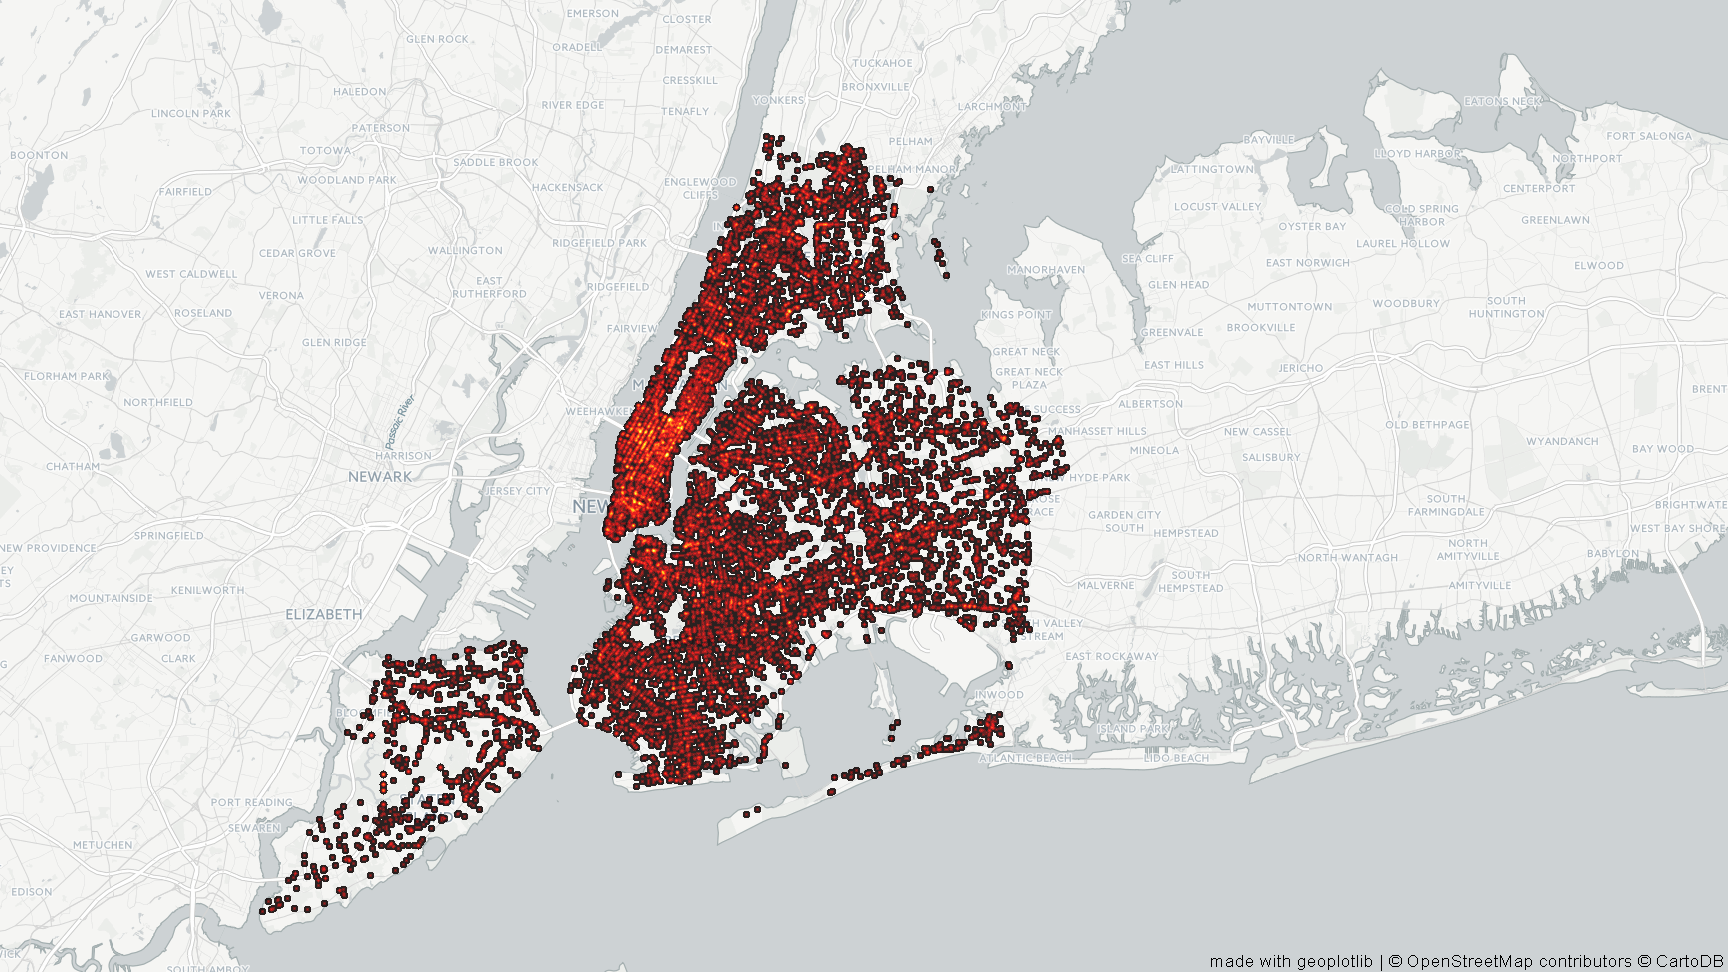 EMERSON
CLOSTER
GLEN ROCK
ORADELL
DEMAREST
TUCKAHOE
CRESSKILL
BRONXVILLE
HALEDON
YONKERS
EATONS NECK
RIVER EDGE
LARCHMONT
LINCOLN PARK
TENAFLY
PATERSON
BAYVILLE
FORT SALONGA
PELHAM
TOTOWA
BOONTON
LLOYD HARBOR
SADDLE BROOK
NORTHPORT
PELHAM MANOR
LATTINGTOWN
WOODLAND PARK
ENGLEWOOD
CLIFFS
FAIRFIELD
HACKENSACK
CENTERPORT
LOCUST VALLEY
COLD SPRING
HARBOR
LITTLE FALLS
GREENLAWN
OYSTER BAY
RIDGEFIELD PARK
LAUREL HOLLOW
CEDAR GROVE
WALLINGTON
SEA CLIFF
EAST NORWICH
ELWOOD
WEST CALDWELL
MANORHAVEN
EAST
RUTHERFORD
GLEN HEAD
RIDGEFIELD
VERONA
MUTTONTOWN
WOODBURY
SOUTH
HUNTINGTON
EAST HANOVER
ROSELAND
KINGS POINT
FAIRVIEW
BROOKVILLE
GREENVALE
GLEN RIDGE
GREAT NECK
EAST HILLS
JERICHO
FLORHAM PARK
GREAT NECK
PLAZA
BRENT
NORTHFIELD
ALBERTSON
SUCCESS
WEEHAWKE
Passaic River
OLD BETHPAGE
MANHASSET HILLS
NEW CASSEL
WYANDANCH
BAY WOOD
MINEOLA
HARRISON
SALISBURY
CHATHAM
NEWARK
HYDE PARK
JERSEY CITY
SOUTH
FARMINGDALE
BRIGHTWATE
NEW
GARDEN CITY
SOUTH
HEMPSTEAD
WEST BAY SHORE
SPRINGFIELD
NEW PROVIDENCE
NORTH
AMITYVILLE
BABYLON
NORTH WANTAGH
MALVERNE
SOUTH
HEMPSTEAD
AMITYVILLE
KENILWORTH
MOUNTAINSIDE
ELIZABETH
VALLEY
STREAM
GARWOOD
FANWOOD
CLARK
EAST ROCKAWAY
INWOOD
ISLAND PARK
ATLANTIC BEACH
LIDO BEACH
PORT READING
SEWAREN
METUCHEN
EDISON
SOUTH AMBOY
made with geoplotlib | © OpenStreetMap contributors © CartoDB